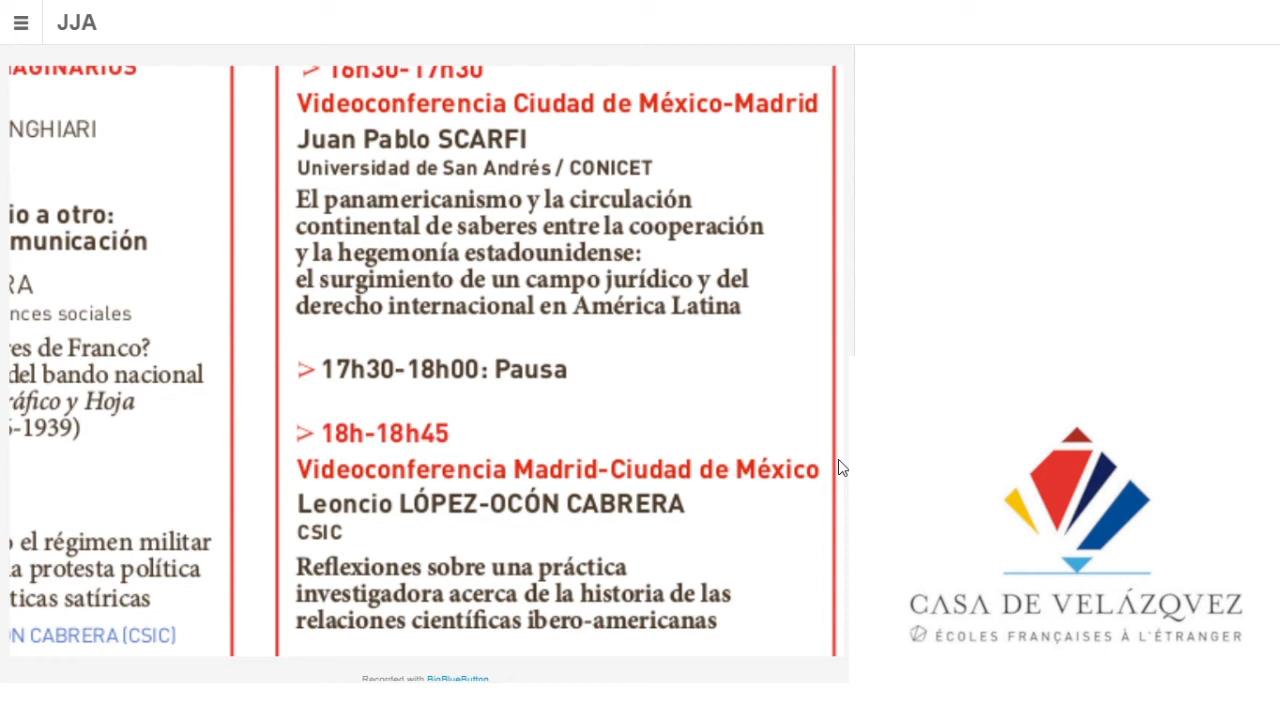 JJA
MAGINARIOS
NGHIARI
io a otro:
municación
RA
nces sociales
es de Franco?
del bando nacional
ráfico y Hoja
-1939)
el régimen militar
a protesta política
ticas satíricas
ÓN CABRERA (CSIC)
> 16h30-17h30
Videoconferencia Ciudad de México-Madrid
Juan Pablo SCARFI
Universidad de San Andrés / CONICET
El panamericanismo y la circulación
continental de saberes entre la cooperación
y la hegemonía estadounidense:
el surgimiento de un campo jurídico y del
derecho internacional en América Latina
> 17h30-18h00: Pausa
> 18h-18h45
Videoconferencia Madrid-Ciudad de México
Leoncio LÓPEZ-OCÓN CABRERA
CSIC
Reflexiones sobre una práctica
investigadora acerca de la historia de las
relaciones científicas ibero-americanas
Recorded with BigBlueButton
CASA DE VELÁZQVEZ
ÉCOLES FRANÇAISES À L'ÉTRANGER